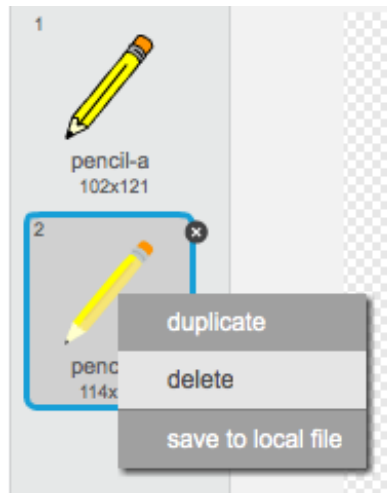 1
pencil-a
102x121
2
duplicate
penc
delete
114x
save to local file